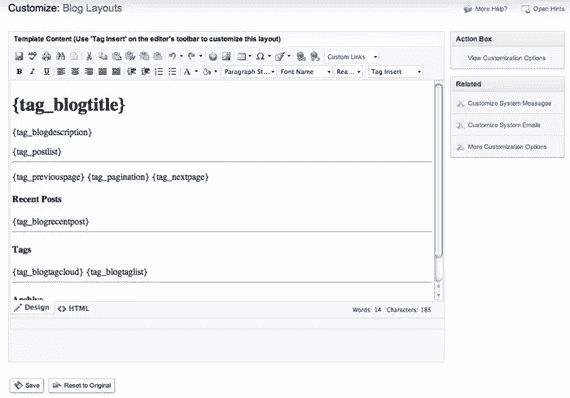 Customize: Blog Layouts
More Help? Open Hints
Template Content (Use 'Tag Insert' on the editor's toolbar to customize this layout)
Custom Links
B I U Paragraph St... Font Name Rea... Tag Insert
{tag_blogtitle}
{tag_blogdescription}
{tag_postlist}
{tag_previouspage} {tag_pagination} {tag_nextpage}
Recent Posts
{tag_blogrecentpost}
Tags
{tag_blogtagcloud} {tag_blogtaglist}
Archive
Design HTML Words: 14 Characters: 185
Save Reset to Original
Action Box
View Customization Options
Related
Customize System Messages
Customize System Emails
More Customization Options